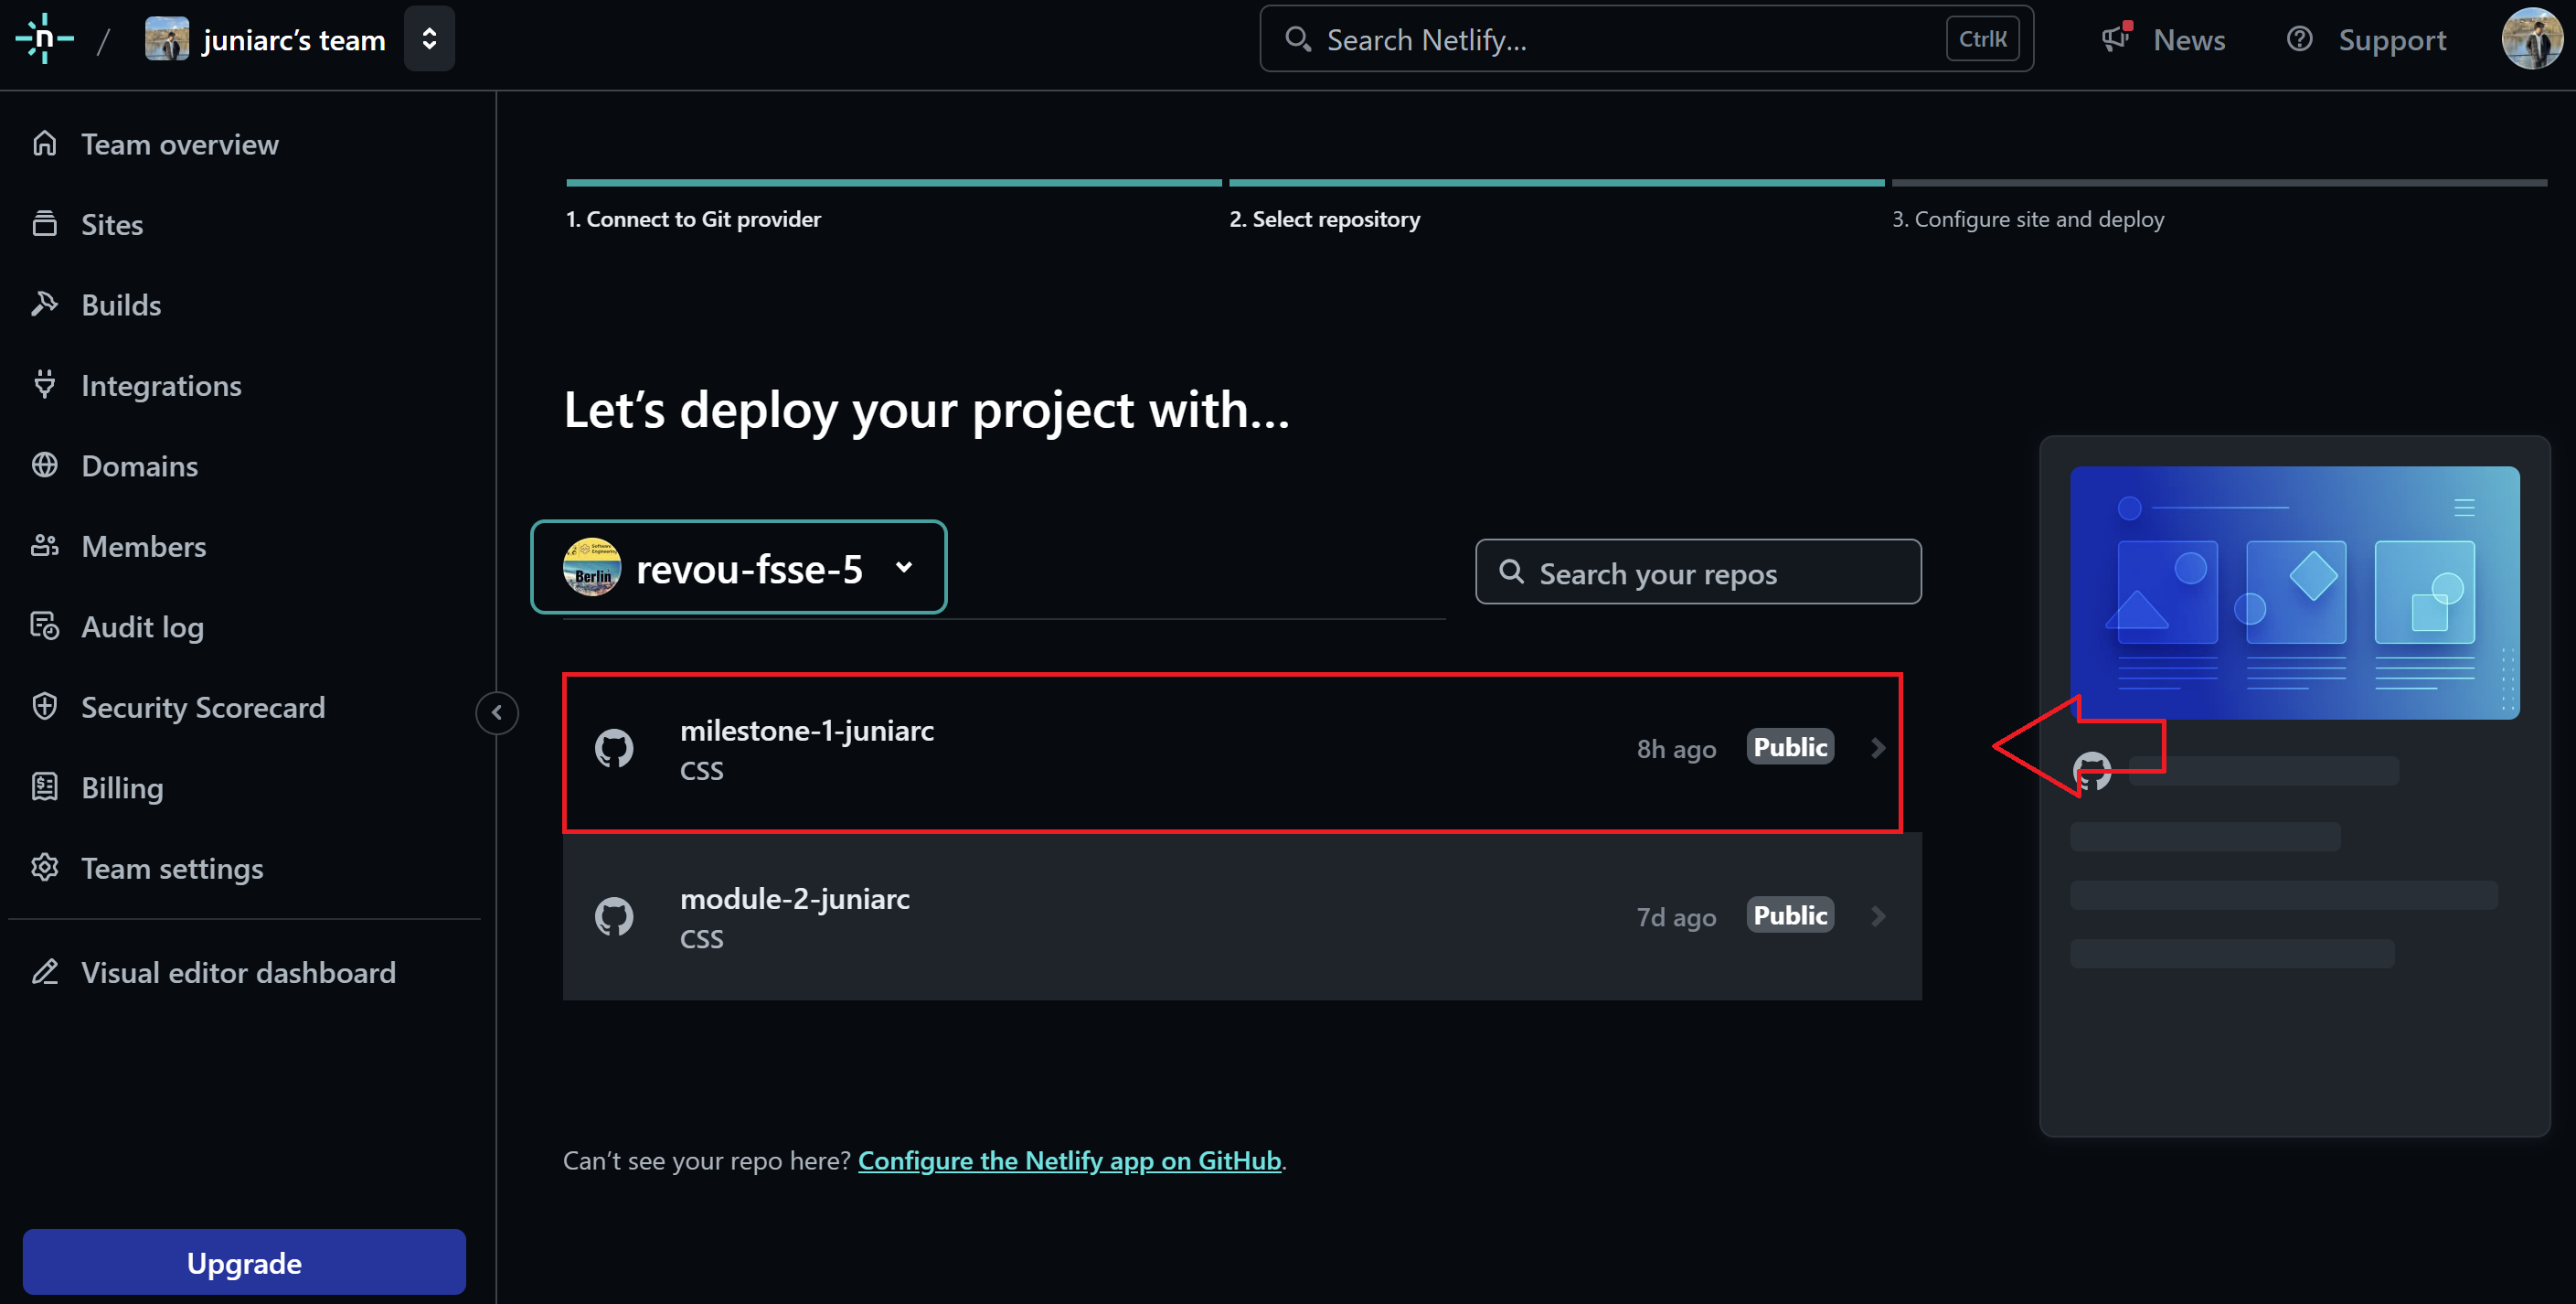 juniarc’s team
Search Netlify...
CtrlK
News
Support
Team overview
Sites
Builds
Integrations
Domains
Members
Audit log
Security Scorecard
Billing
Team settings
Visual editor dashboard
Upgrade
1. Connect to Git provider
2. Select repository
3. Configure site and deploy
Let’s deploy your project with…
Software
Engineering
Berlin
revou-fsse-5
Search your repos
milestone-1-juniarc
CSS
8h ago
Public
module-2-juniarc
CSS
7d ago
Public
Can’t see your repo here? Configure the Netlify app on GitHub.